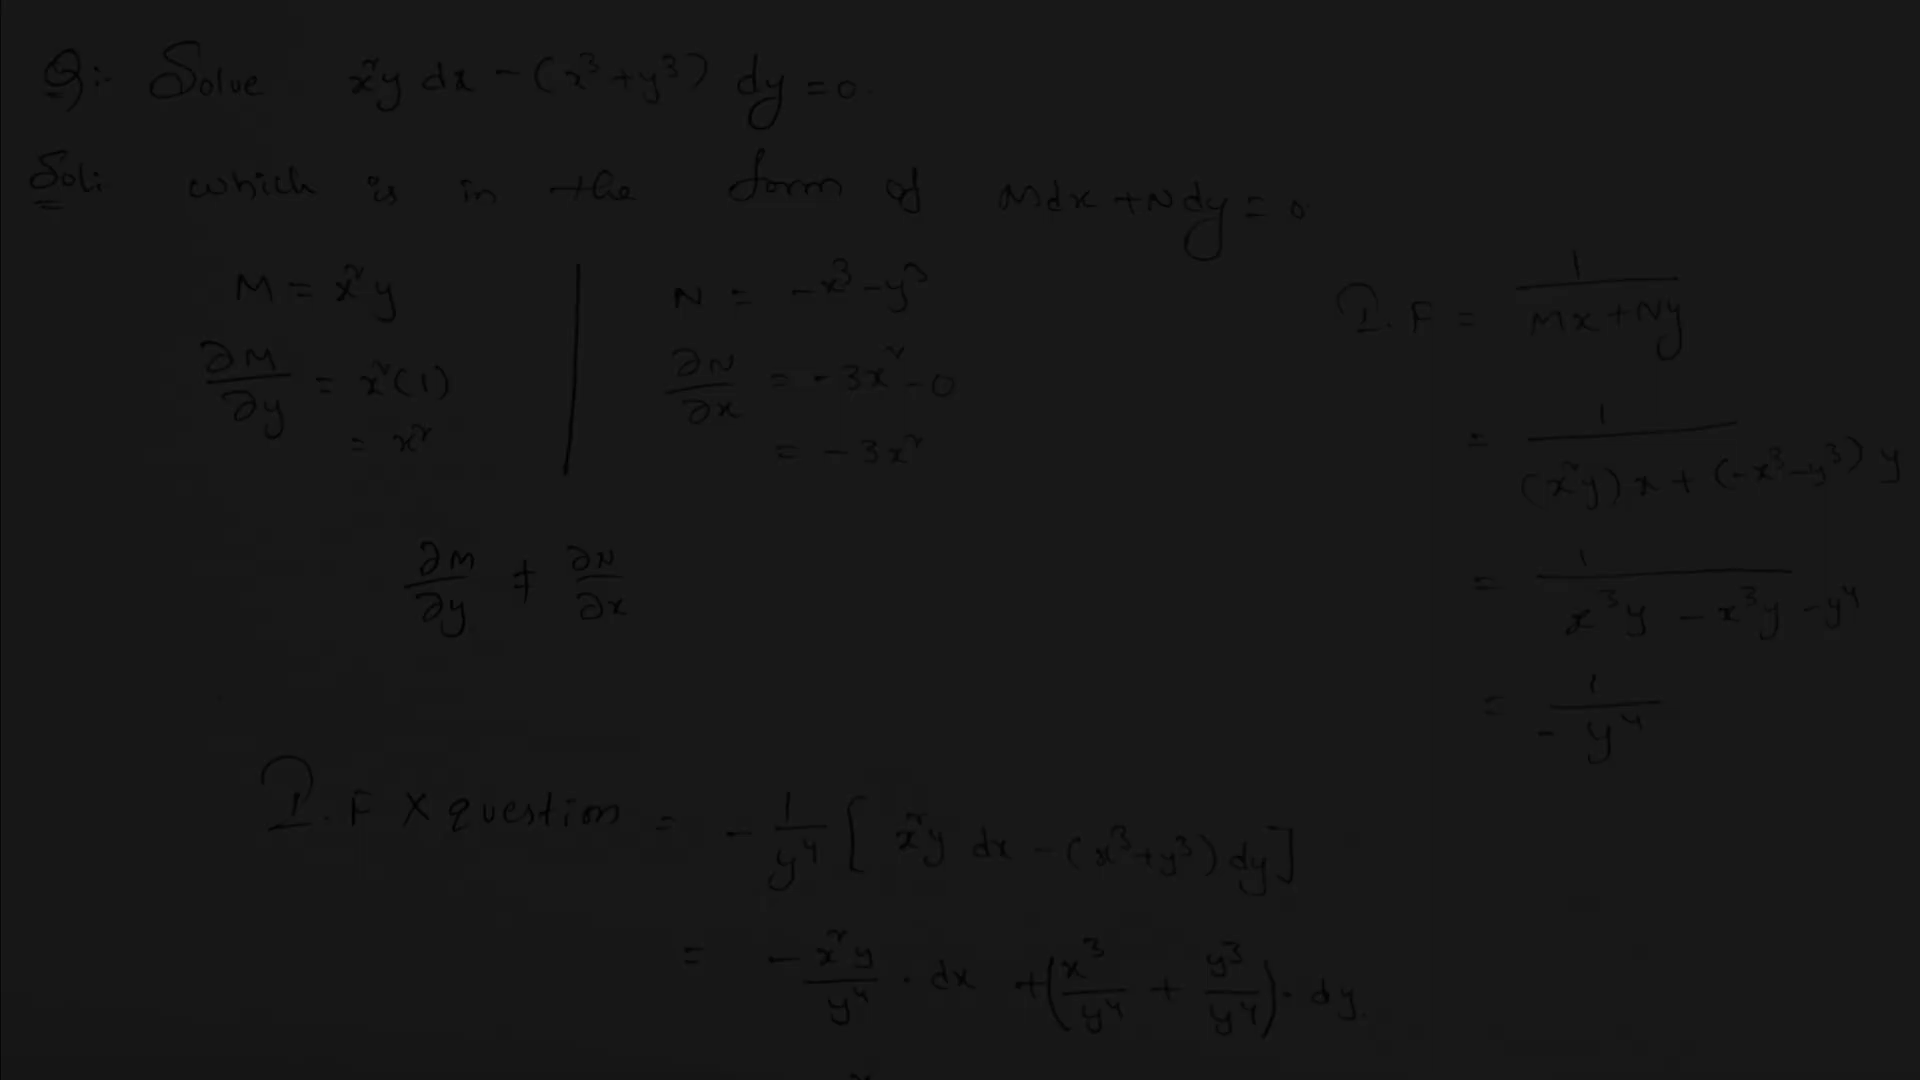 Q:- Solve x²y dx - (x³+y³) dy = 0.
Sol: which is in the form of Mdx + Ndy = 0
M = x²y
∂M/∂y = x²(1)
= x²
N = -x³-y³
∂N/∂x = -3x²-0
= -3x²
∂M/∂y ≠ ∂N/∂x
I.F = 1/(Mx+Ny)
= 1/((x²y)x+(-x³-y³)y)
= 1/(x³y - x³y - y⁴)
= 1/-y⁴
I.F X question = -1/y⁴ [x²y dx - (x³+y³) dy]
= -x²y/y⁴ . dx + (x³/y⁴ + y³/y⁴) . dy.